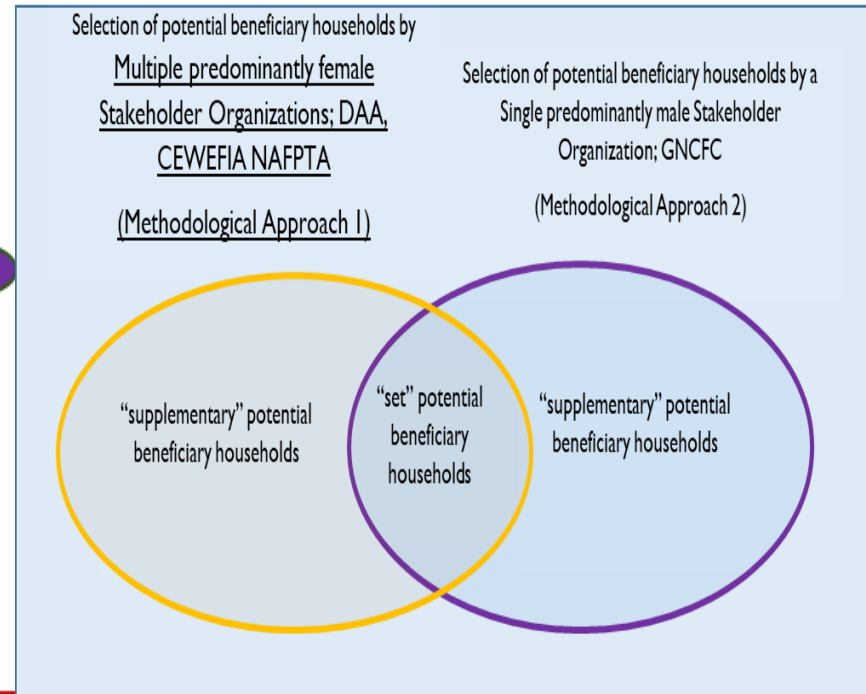 Selection of potential beneficiary households by
Multiple predominantly female
Stakeholder Organizations; DAA,
CEWEFIA NAFPTA
(Methodological Approach 1)
Selection of potential beneficiary households by a
Single predominantly male Stakeholder
Organization; GNCFC
(Methodological Approach 2)
“supplementary” potential
beneficiary households
“set” potential
beneficiary
households
“supplementary” potential
beneficiary households